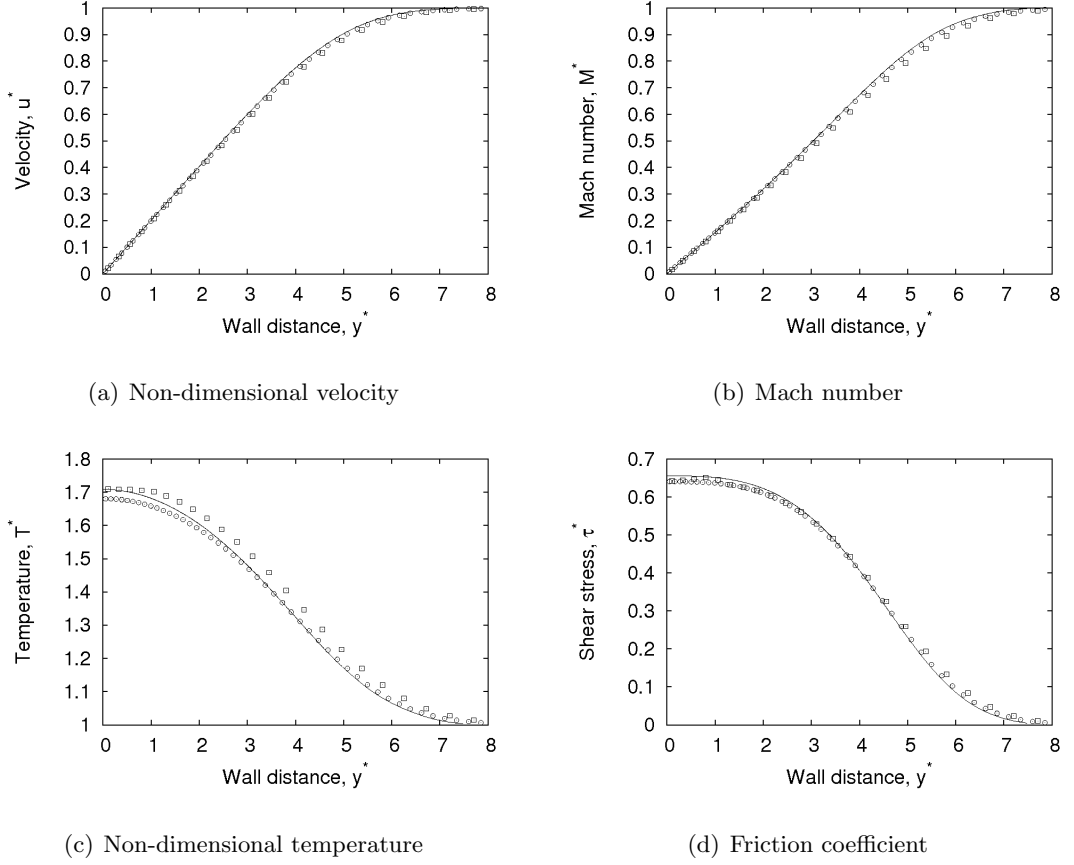 1
0.9
0.8
0.7
0.6
0.5
0.4
0.3
0.2
0.1
0
Velocity, u*
0 1 2 3 4 5 6 7 8
Wall distance, y*
(a) Non-dimensional velocity
1
0.9
0.8
0.7
0.6
0.5
0.4
0.3
0.2
0.1
0
Mach number, M*
0 1 2 3 4 5 6 7 8
Wall distance, y*
(b) Mach number
1.8
1.7
1.6
1.5
1.4
1.3
1.2
1.1
1
Temperature, T*
0 1 2 3 4 5 6 7 8
Wall distance, y*
(c) Non-dimensional temperature
0.7
0.6
0.5
0.4
0.3
0.2
0.1
0
Shear stress, τ*
0 1 2 3 4 5 6 7 8
Wall distance, y*
(d) Friction coefficient